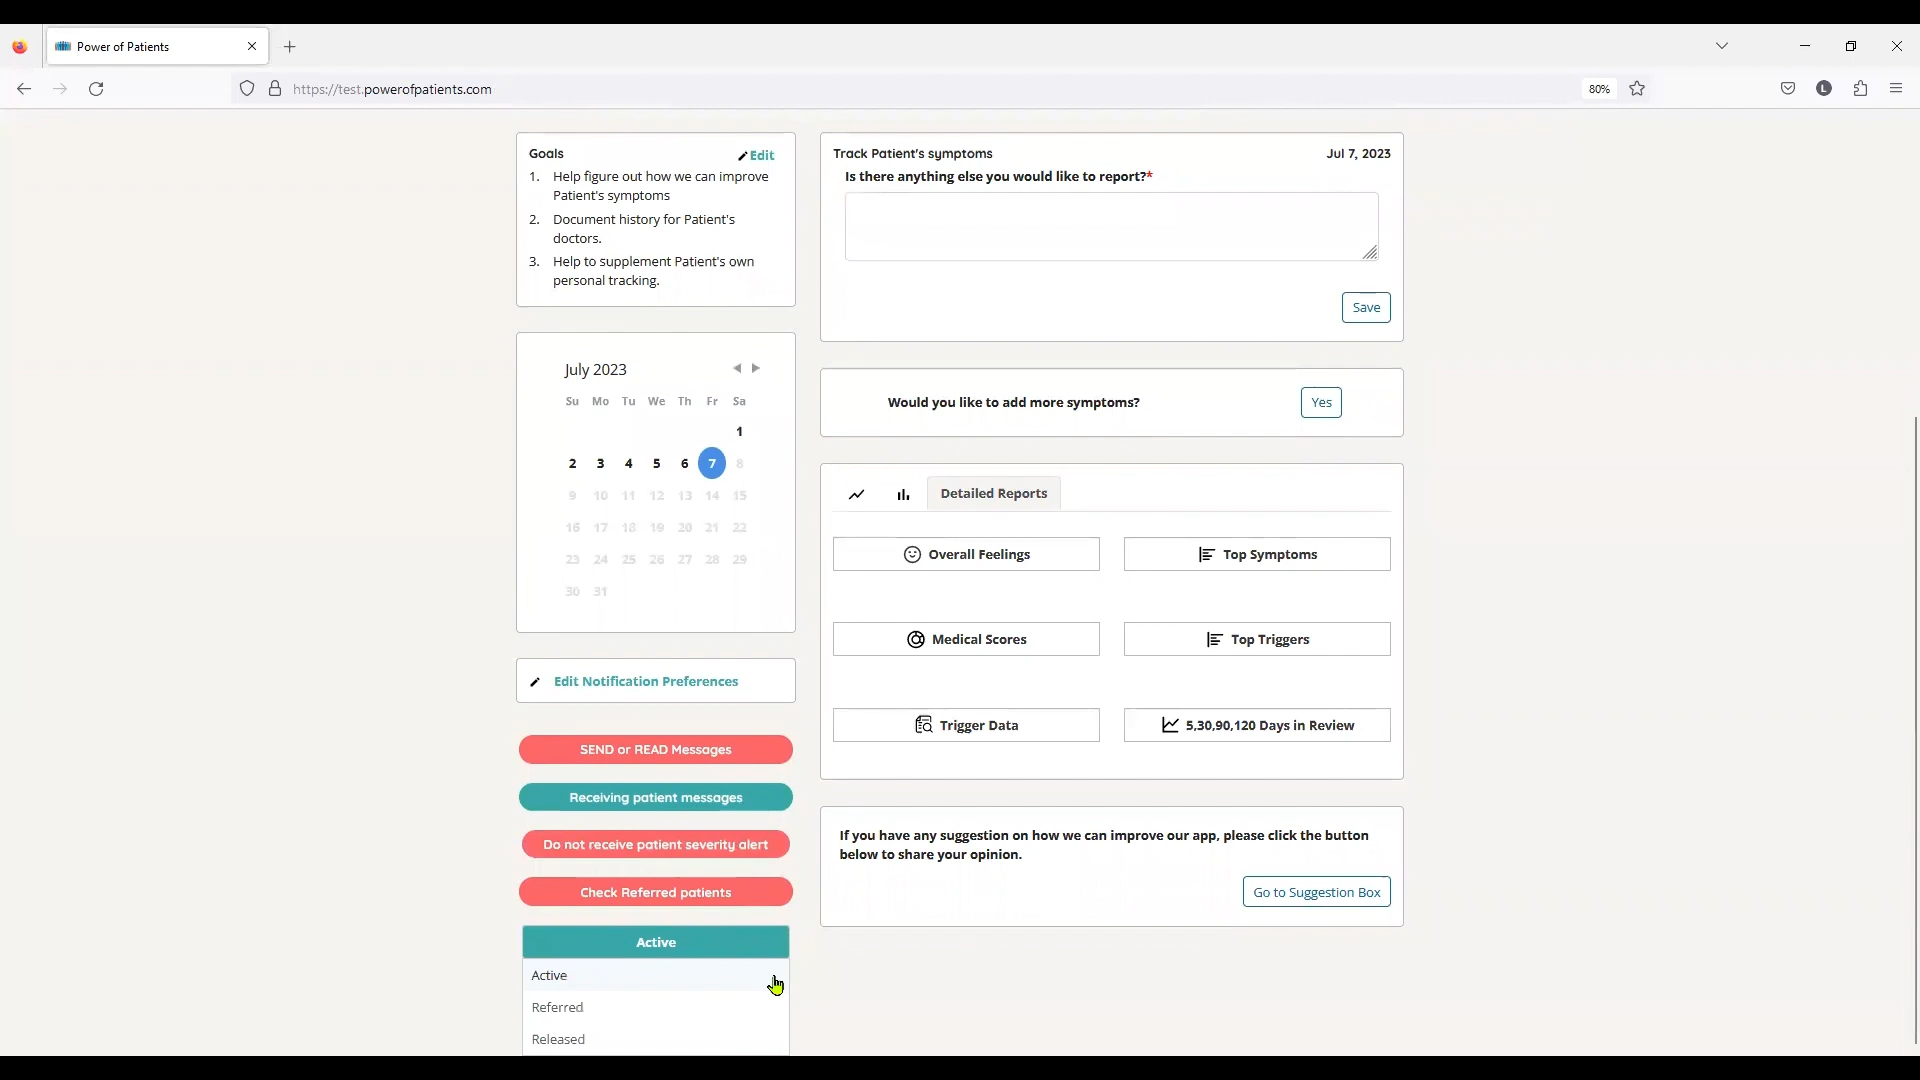 Power of Patients
https://test.powerofpatients.com
80%
L
Goals
Edit
1. Help figure out how we can improve
Patient's symptoms
2. Document history for Patient's
doctors.
3. Help to supplement Patient's own
personal tracking.
July 2023
Su Mo Tu We Th Fr Sa
1
2 3 4 5 6 7 8
9 10 11 12 13 14 15
16 17 18 19 20 21 22
23 24 25 26 27 28 29
30 31
Edit Notification Preferences
SEND or READ Messages
Receiving patient messages
Do not receive patient severity alert
Check Referred patients
Active
Active
Referred
Released
Track Patient's symptoms
Jul 7, 2023
Is there anything else you would like to report?*
Save
Would you like to add more symptoms?
Yes
Detailed Reports
Overall Feelings
Top Symptoms
Medical Scores
Top Triggers
Trigger Data
5,30,90,120 Days in Review
If you have any suggestion on how we can improve our app, please click the button
below to share your opinion.
Go to Suggestion Box